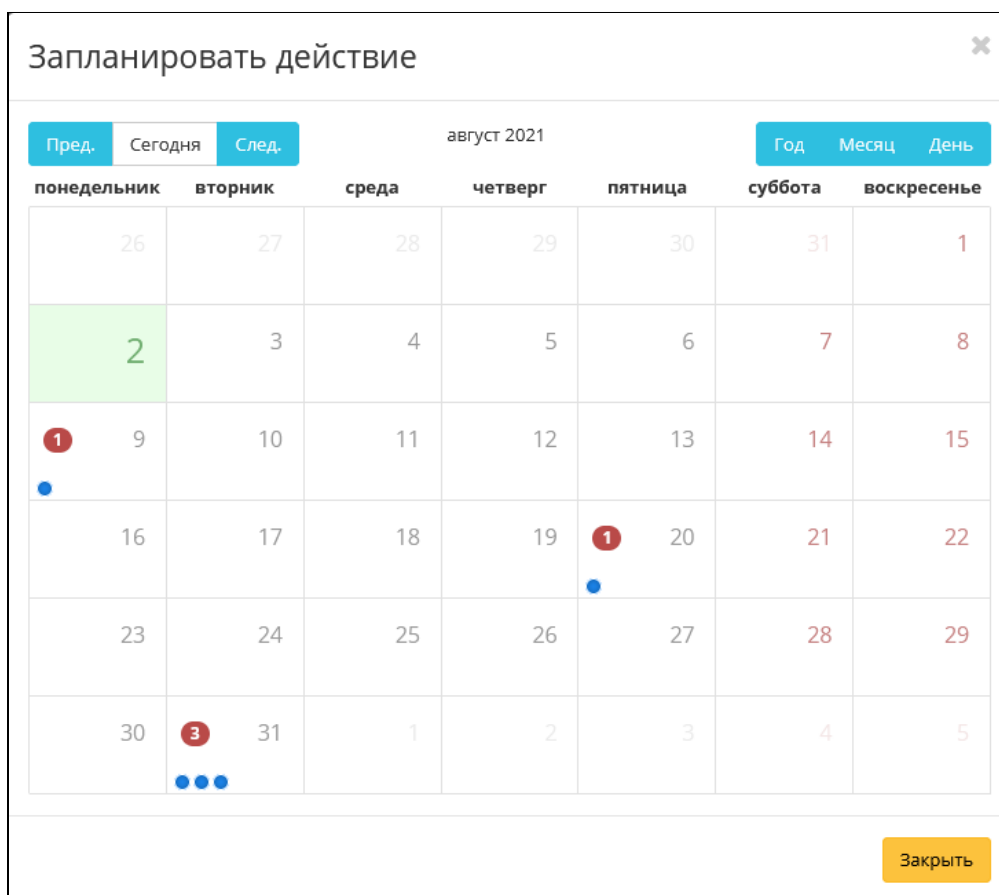 Запланировать действие
×
Пред. Сегодня След. август 2021 Год Месяц День
понедельник вторник среда четверг пятница суббота воскресенье
26 27 28 29 30 31 1
2 3 4 5 6 7 8
1 9 10 11 12 13 14 15
16 17 18 19 1 20 21 22
23 24 25 26 27 28 29
30 3 31 1 2 3 4 5
Закрыть